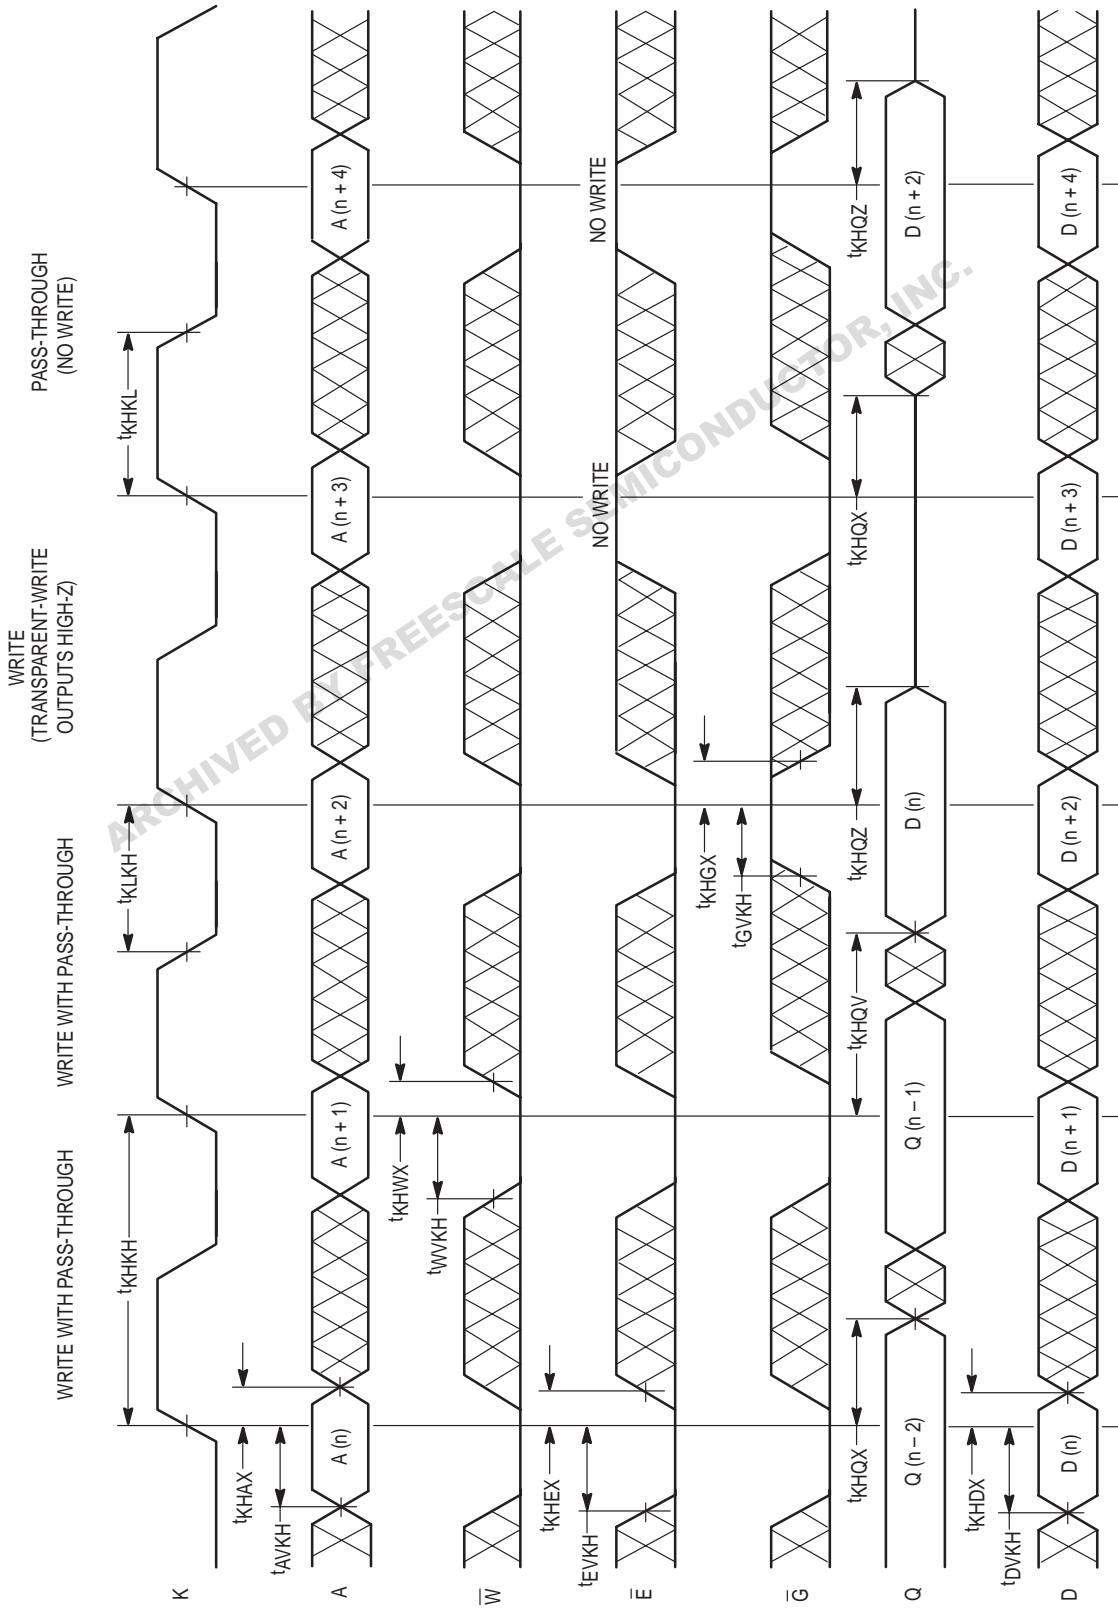 WRITE WITH PASS-THROUGH
WRITE WITH PASS-THROUGH
WRITE
(TRANSPARENT-WRITE
OUTPUTS HIGH-Z)
PASS-THROUGH
(NO WRITE)
tKHKH
tKLKH
tKHKL
K
tKHAX
tAVKH
A
A (n)
A (n + 1)
A (n + 2)
A (n + 3)
A (n + 4)
tKHWX
tWVKH
W
tKHEX
tEVKH
NO WRITE
NO WRITE
E
tKHGX
tGVKH
G
tKHQX
tKHQV
tKHQZ
tKHQX
tKHQZ
Q
Q (n – 2)
Q (n – 1)
D (n)
D (n + 2)
tKHDX
tDVKH
D
D (n)
D (n + 1)
D (n + 2)
D (n + 3)
D (n + 4)
ARCHIVED BY FREESCALE SEMICONDUCTOR, INC.